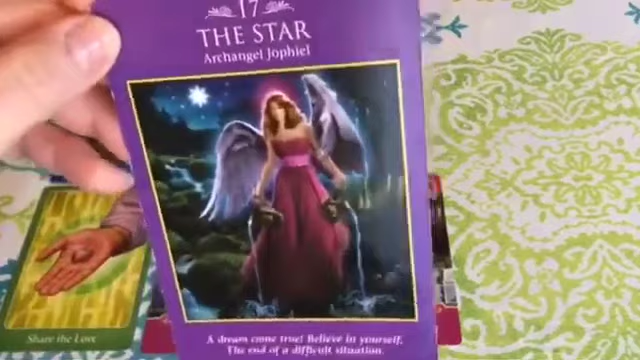 17
THE STAR
Archangel Jophiel
A dream come true! Believe in yourself.
The end of a difficult situation.
Share the Love